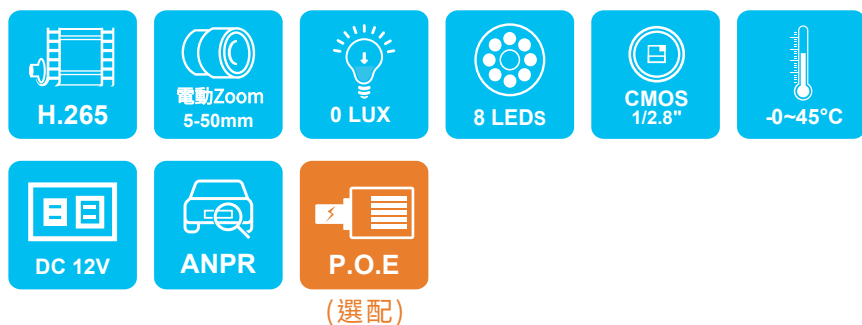 H.265
電動Zoom
5-50mm
0 LUX
8 LEDs
CMOS
1/2.8"
-0~45°C
DC 12V
ANPR
P.O.E
(選配)